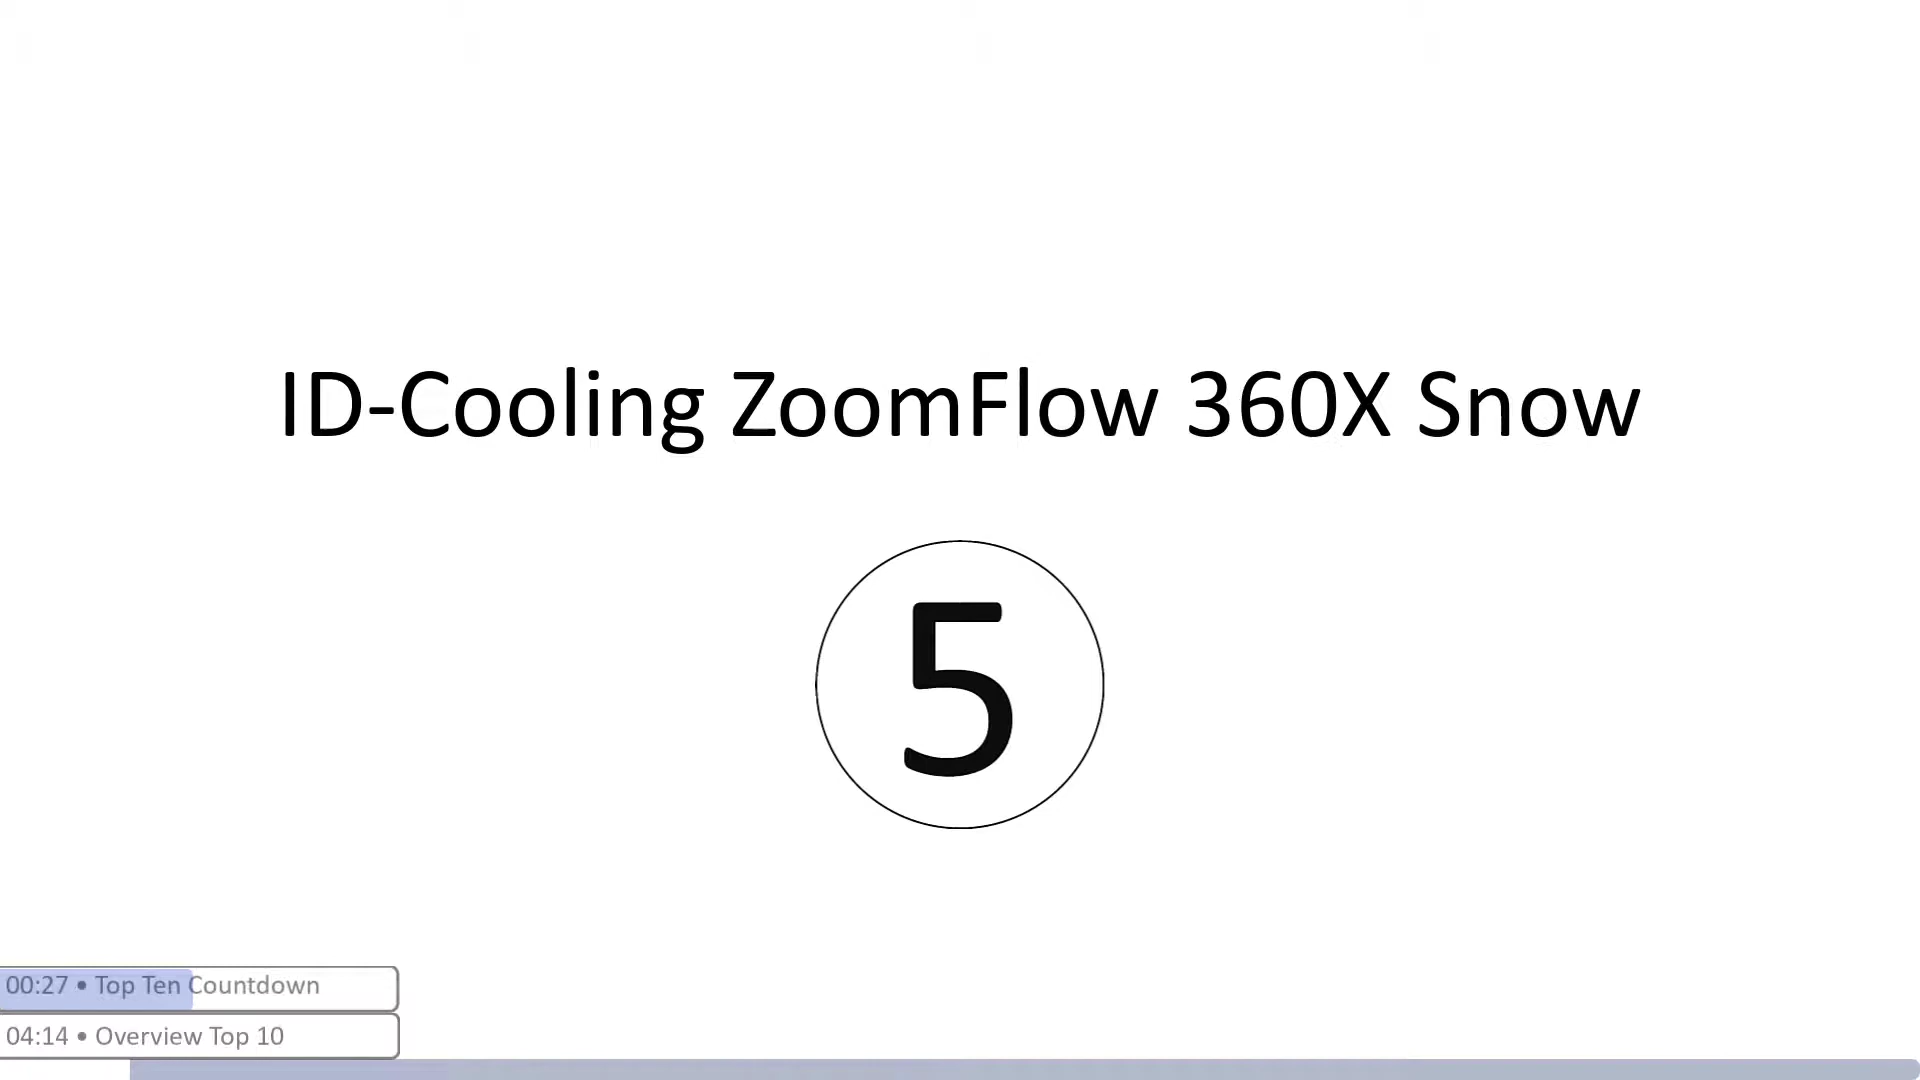 ID-Cooling ZoomFlow 360X Snow
5
00:27 • Top Ten Countdown
04:14 • Overview Top 10